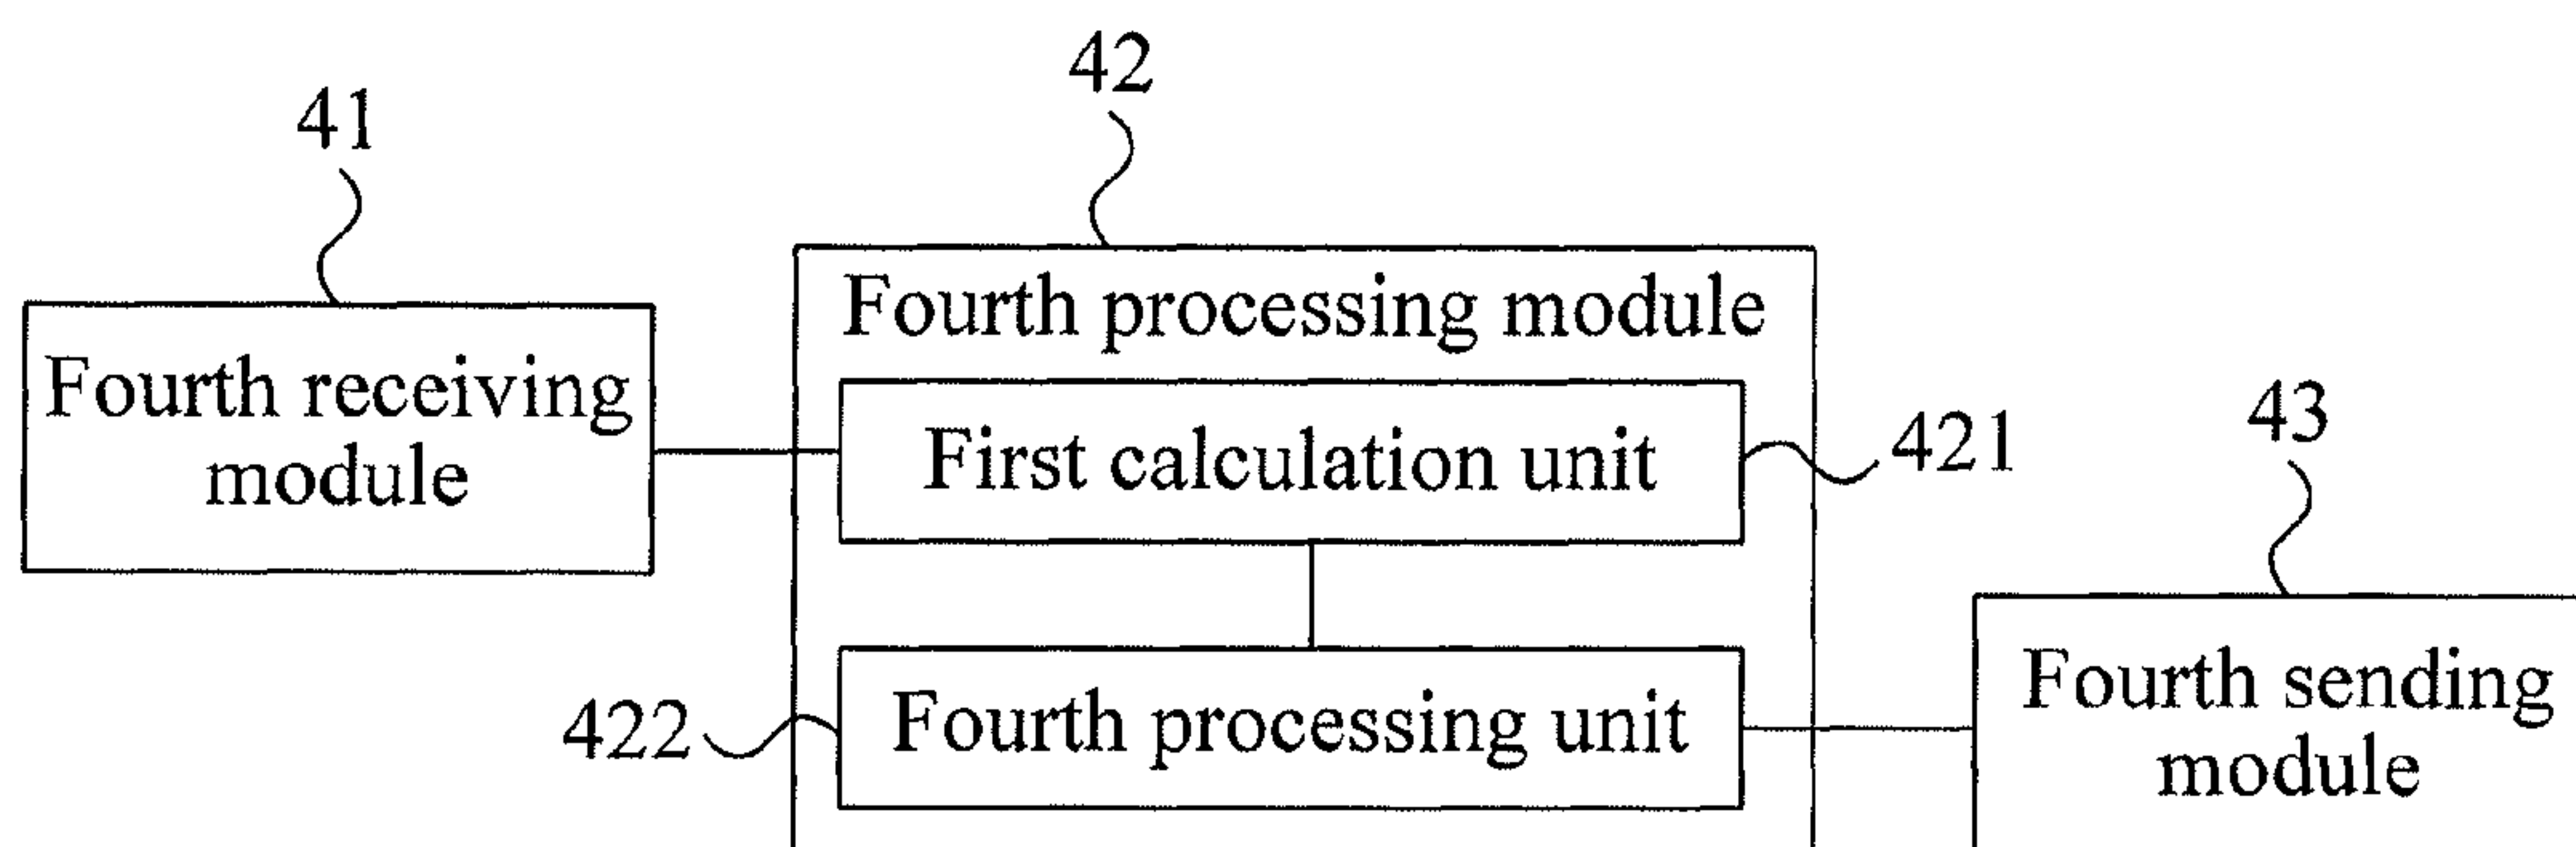 42
41
Fourth processing module
Fourth receiving
module
First calculation unit
421
43
422
Fourth processing unit
Fourth sending
module